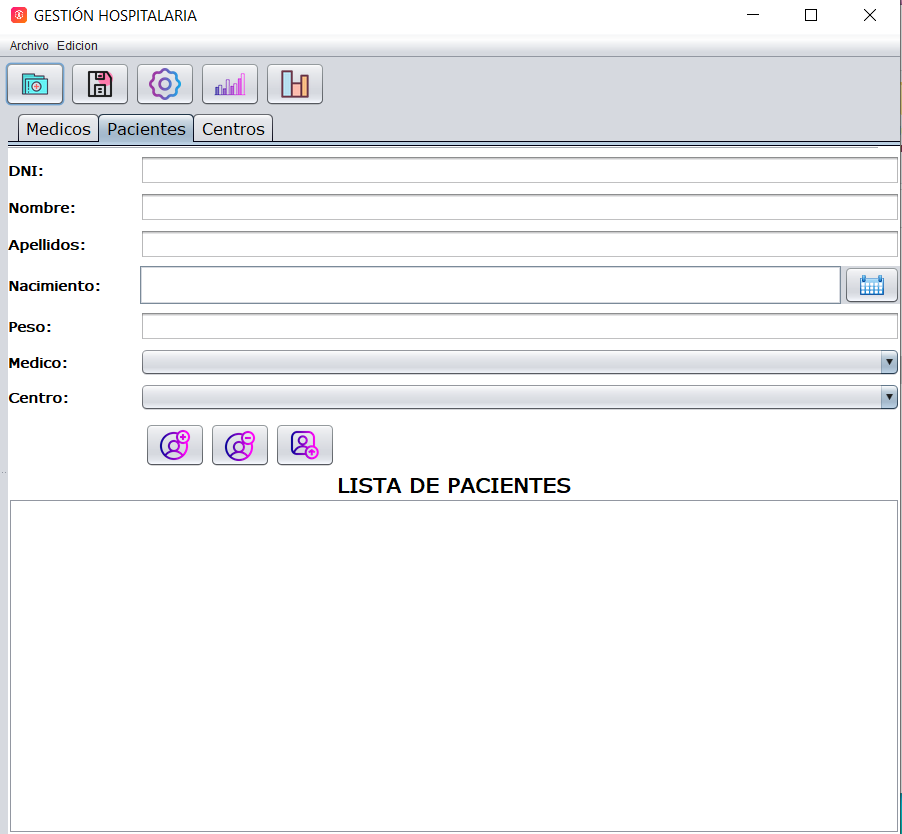 GESTIÓN HOSPITALARIA
Archivo Edicion
Medicos Pacientes Centros
DNI:
Nombre:
Apellidos:
Nacimiento:
Peso:
Medico:
Centro:
LISTA DE PACIENTES